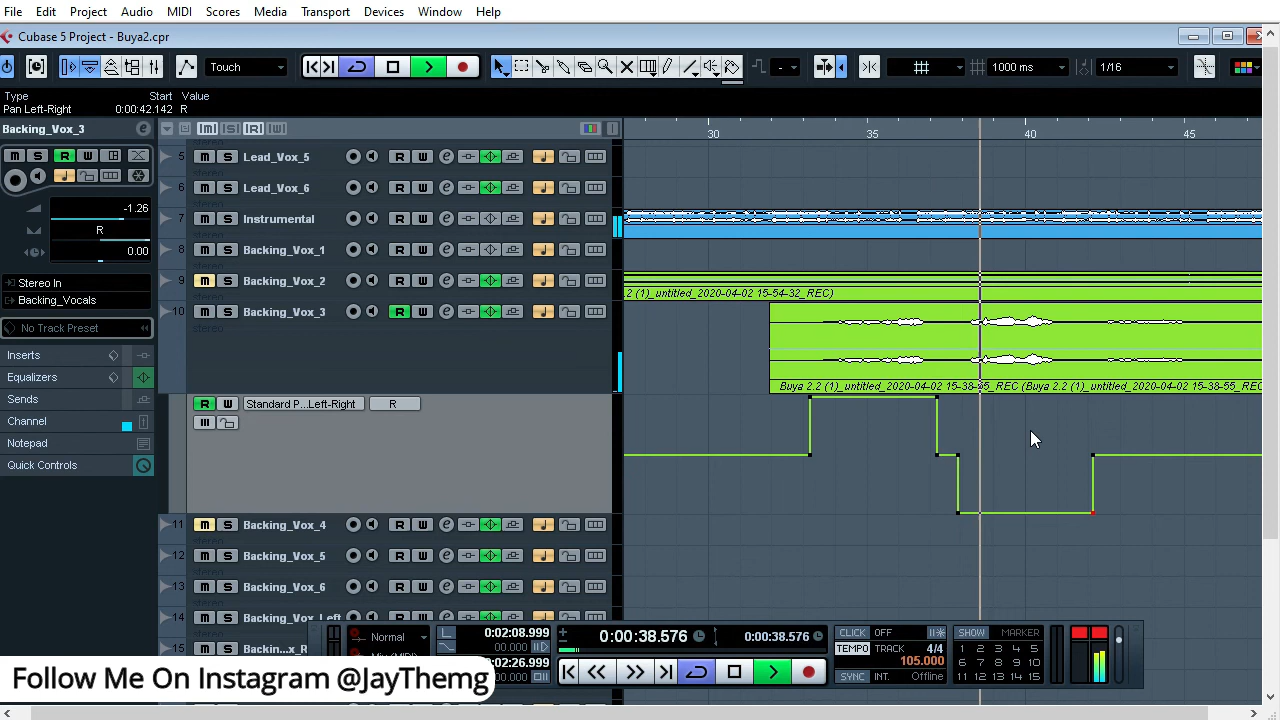 File Edit Project Audio MIDI Scores Media Transport Devices Window Help
Cubase 5 Project - Buya2.cpr
Touch 1000 ms 1/16
Type Start Value
Pan Left-Right 0:00:42.142 R
Backing_Vox_3 e [M] [S] [R] [W] 30 35 40 45
M S R W
5 M S Lead_Vox_5 R W e
6 M S Lead_Vox_6 R W e
-1.26
7 M S Instrumental R W e
R
8 M S Backing_Vox_1 R W e
0.00
Stereo In
9 M S Backing_Vox_2 R W e
Backing_Vocals
2.2 (1)_untitled_2020-04-02 15-54-32_REC)
10 M S Backing_Vox_3 R W e
No Track Preset
Inserts
Equalizers
Buya 2.2 (1)_untitled_2020-04-02 15-38-55_REC (Buya 2.2 (1)_untitled_2020-04-02 15-38-55_REC
Sends
R W Standard P...Left-Right R
Channel
Notepad
Quick Controls
11 M S Backing_Vox_4 R W e
12 M S Backing_Vox_5 R W e
13 M S Backing_Vox_6 R W e
14 M S Backing_Vox_Left R W e
15 M S Backin...x_R R W
Normal L 0:02:08.999 0:00:38.576 0:00:38.576 CLICK OFF SHOW MARKER
00.000 TEMPO TRACK 4/4 1 2 3 4 5 6 7 8
0:02:26.999 105.000 6 7 8 9 10
00.000 SYNC INT. Offline 11 12 13 14 15
Follow Me On Instagram @JayThemg